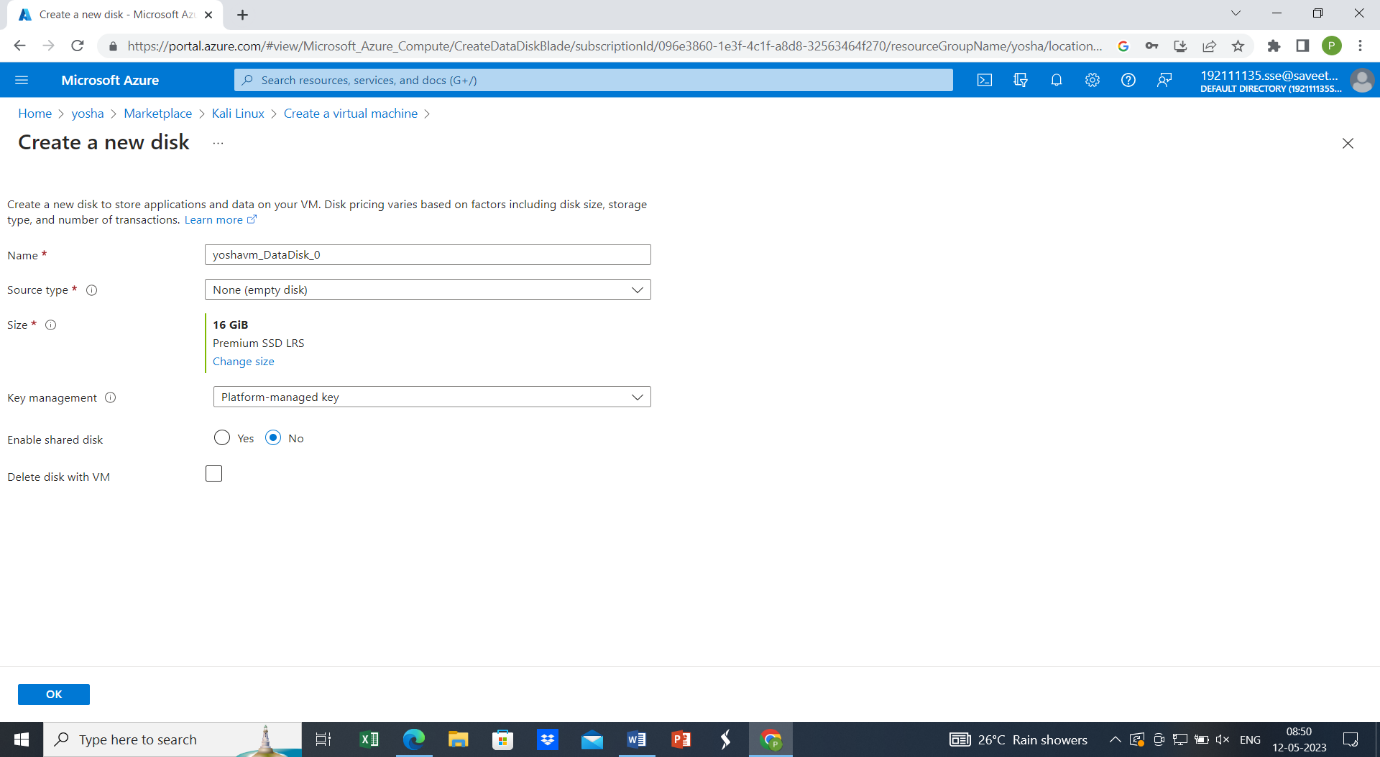 Create a new disk - Microsoft Az
https://portal.azure.com/#view/Microsoft_Azure_Compute/CreateDataDiskBlade/subscriptionId/096e3860-1e3f-4c1f-a8d8-32563464f270/resourceGroupName/yosha/location...
G
P
Microsoft Azure
Search resources, services, and docs (G+/)
192111135.sse@saveet...
DEFAULT DIRECTORY (192111135S...
Home > yosha > Marketplace > Kali Linux > Create a virtual machine >
Create a new disk ...
Create a new disk to store applications and data on your VM. Disk pricing varies based on factors including disk size, storage
type, and number of transactions. Learn more
Name *
yoshavm_DataDisk_0
Source type *
None (empty disk)
Size *
16 GiB
Premium SSD LRS
Change size
Key management
Platform-managed key
Enable shared disk
Yes No
Delete disk with VM
OK
Type here to search
26°C Rain showers
ENG
08:50
12-05-2023